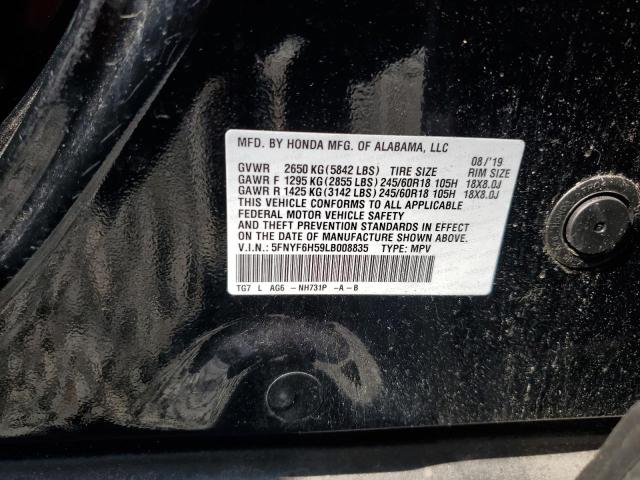 MFD. BY HONDA MFG. OF ALABAMA, LLC 08/'19
GVWR 2650 KG (5842 LBS) TIRE SIZE RIM SIZE
GAWR F 1295 KG (2855 LBS) 245/60R18 105H 18X8.0J
GAWR R 1425 KG (3142 LBS) 245/60R18 105H 18X8.0J
THIS VEHICLE CONFORMS TO ALL APPLICABLE
FEDERAL MOTOR VEHICLE SAFETY
AND THEFT PREVENTION STANDARDS IN EFFECT
ON THE DATE OF MANUFACTURE SHOWN ABOVE.
V.I.N.: 5FNYF6H59LB008835 TYPE: MPV
TG7 L AG6 -NH731P -A-B